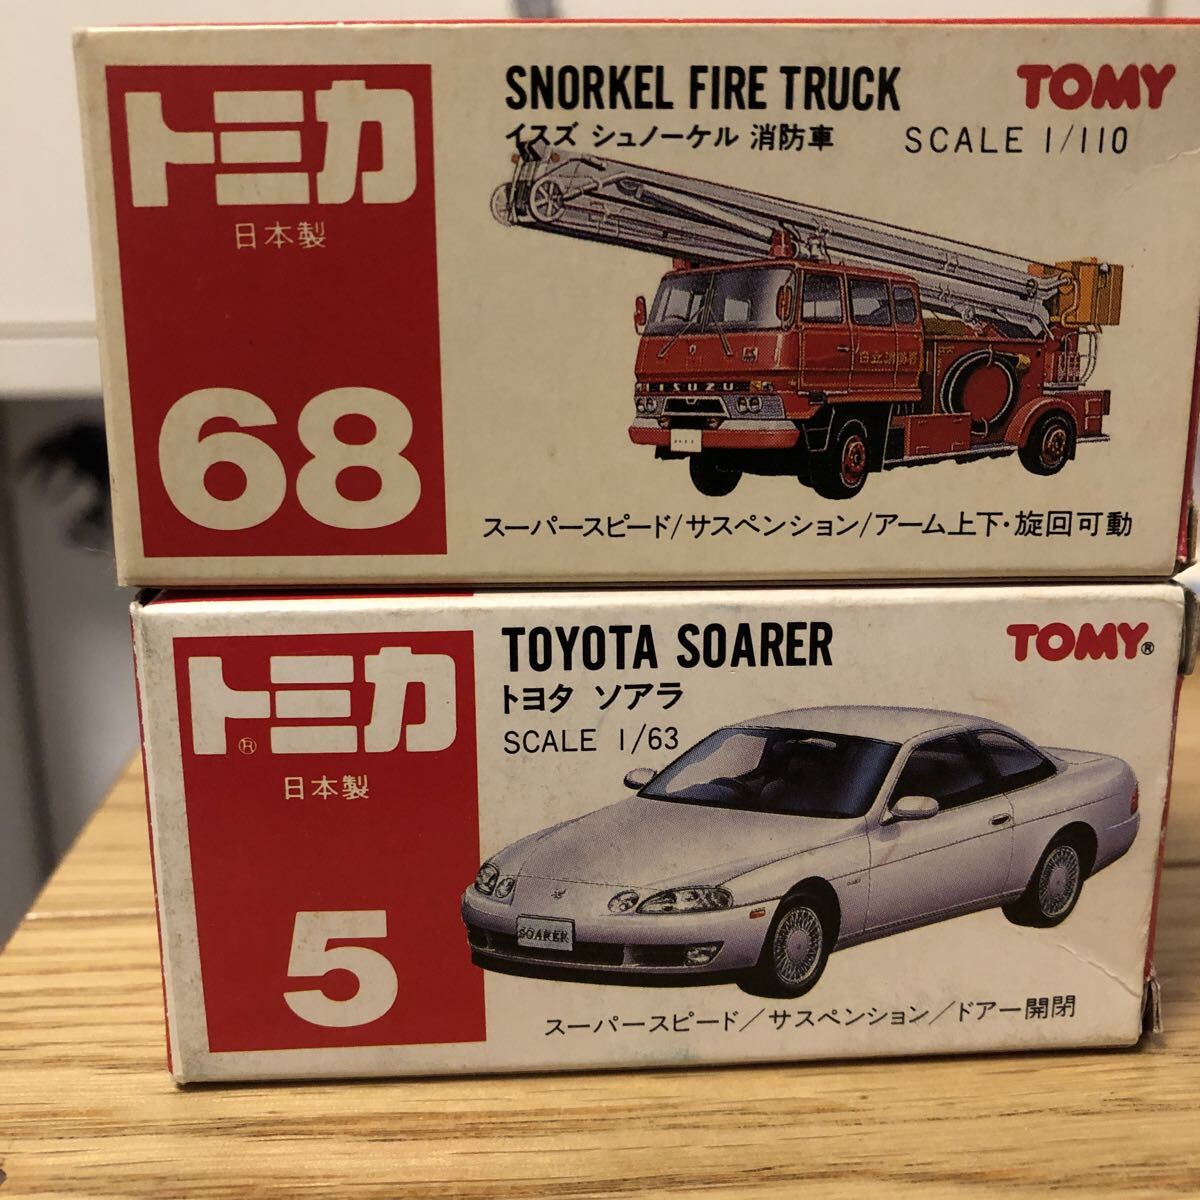 トミカ
日本製
68
SNORKEL FIRE TRUCK
TOMY
イスズ シュノーケル 消防車
SCALE 1/110
ISUZU
スーパースピード/サスペンション/アーム上下・旋回可動
トミカ®
日本製
5
TOYOTA SOARER
TOMY®
トヨタ ソアラ
SCALE 1/63
SOARER
スーパースピード/サスペンション/ドアー開閉